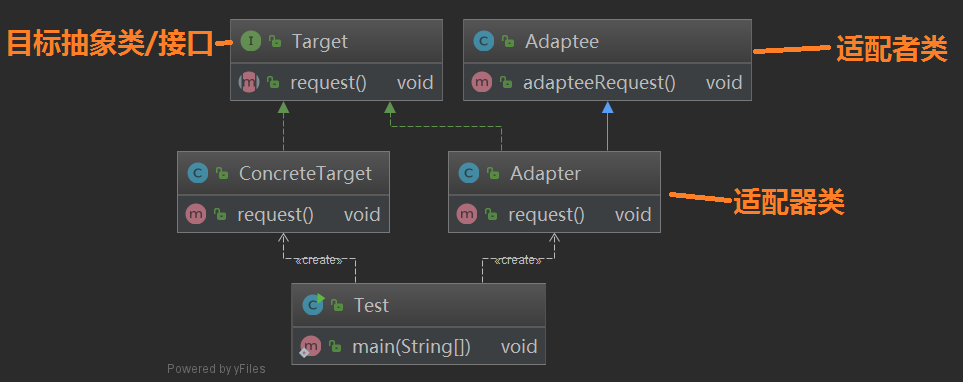 目标抽象类/接口
I Target
m request() void
C Adaptee
m adapteeRequest() void
适配者类
C ConcreteTarget
m request() void
C Adapter
m request() void
适配器类
«create»
«create»
C Test
m main(String[]) void
Powered by yFiles